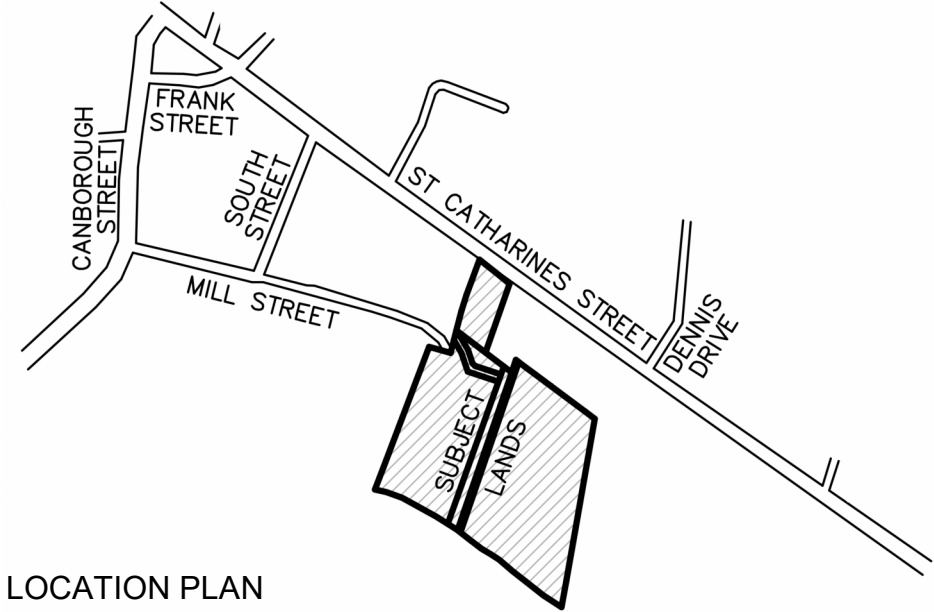 FRANK
STREET
CANBOROUGH
STREET
SOUTH
STREET
ST CATHARINES STREET
MILL STREET
DENNIS
DRIVE
SUBJECT
LANDS
LOCATION PLAN